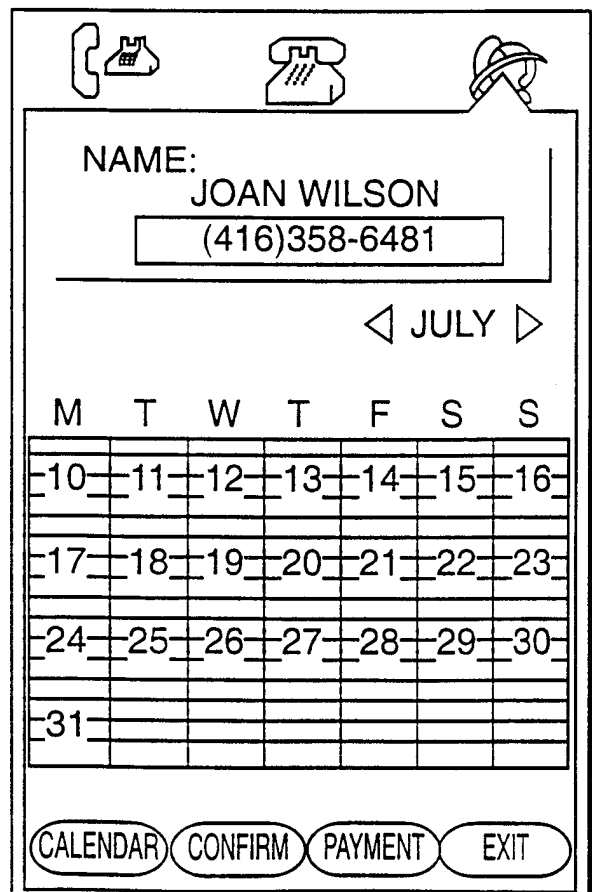 NAME:
JOAN WILSON
(416)358-6481
JULY
M T W T F S S
10 11 12 13 14 15 16
17 18 19 20 21 22 23
24 25 26 27 28 29 30
31
CALENDAR CONFIRM PAYMENT EXIT